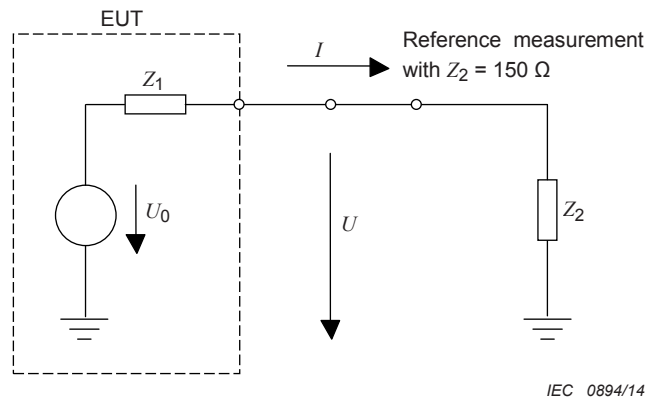 EUT
I
Reference measurement
with Z2 = 150 Ω
Z1
U0
U
Z2
IEC 0894/14